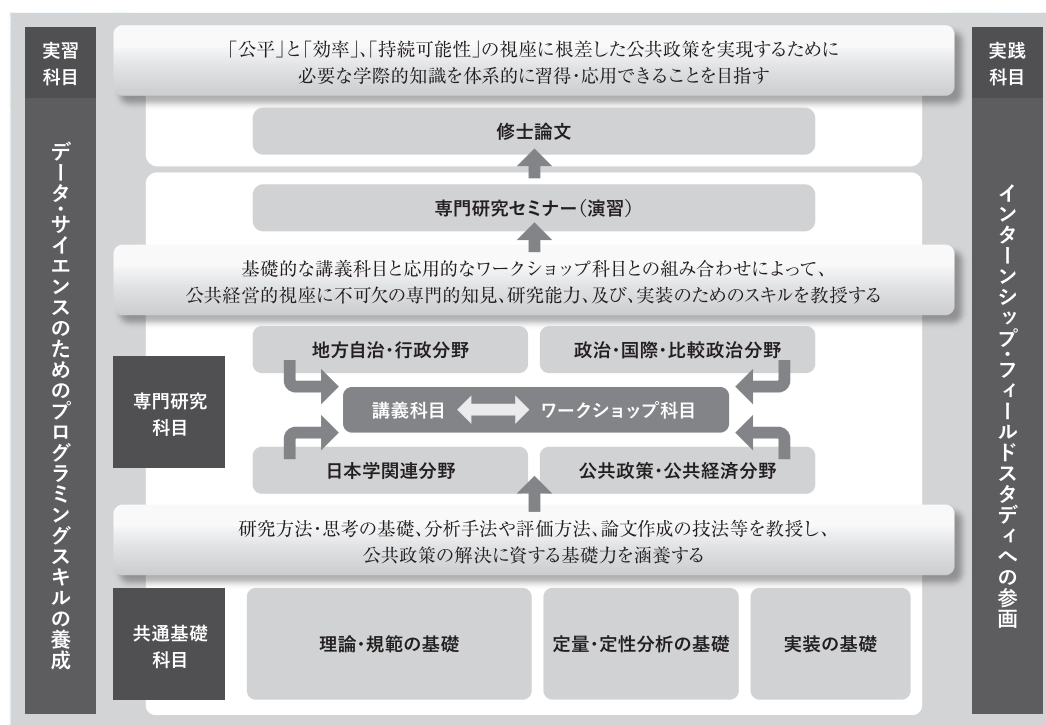 実習
科目
データ・サイエンスのためのプログラミングスキルの養成
「公平」と「効率」、「持続可能性」の視座に根差した公共政策を実現するために
必要な学際的知識を体系的に習得・応用できることを目指す
修士論文
専門研究セミナー（演習）
基礎的な講義科目と応用的なワークショップ科目との組み合わせによって、
公共経営的視座に不可欠の専門的知見、研究能力、及び、実装のためのスキルを教授する
専門研究
科目
地方自治・行政分野
政治・国際・比較政治分野
講義科目
ワークショップ科目
日本学関連分野
公共政策・公共経済分野
研究方法・思考の基礎、分析手法や評価方法、論文作成の技法等を教授し、
公共政策の解決に資する基礎力を涵養する
共通基礎
科目
理論・規範の基礎
定量・定性分析の基礎
実装の基礎
実践
科目
インターンシップ・フィールドスタディへの参画